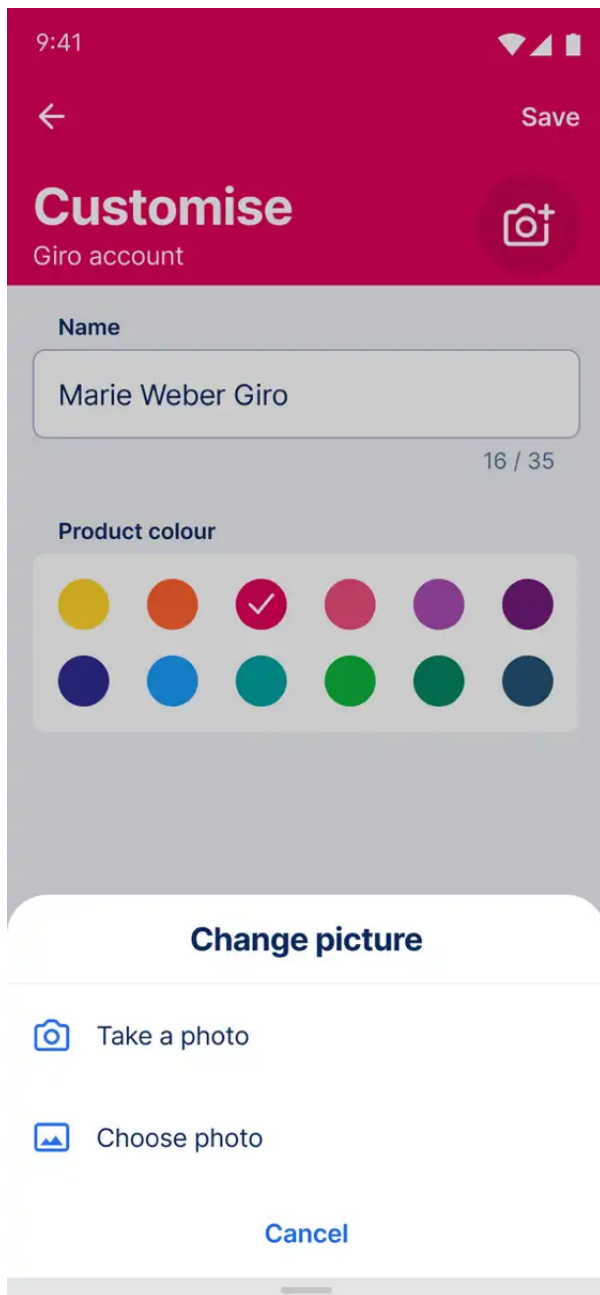 9:41
Save
Customise
Giro account
Name
Marie Weber Giro
16 / 35
Product colour
Change picture
Take a photo
Choose photo
Cancel